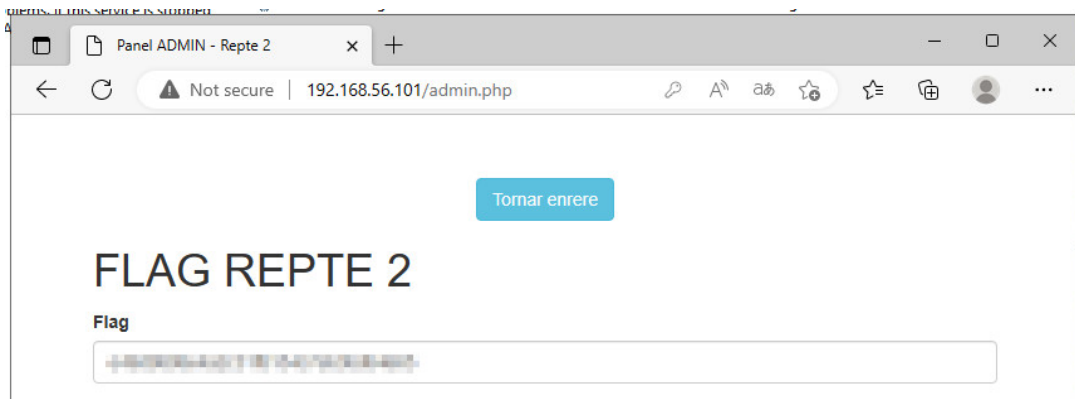 Panel ADMIN - Repte 2
Not secure | 192.168.56.101/admin.php
Tornar enrere
FLAG REPTE 2
Flag